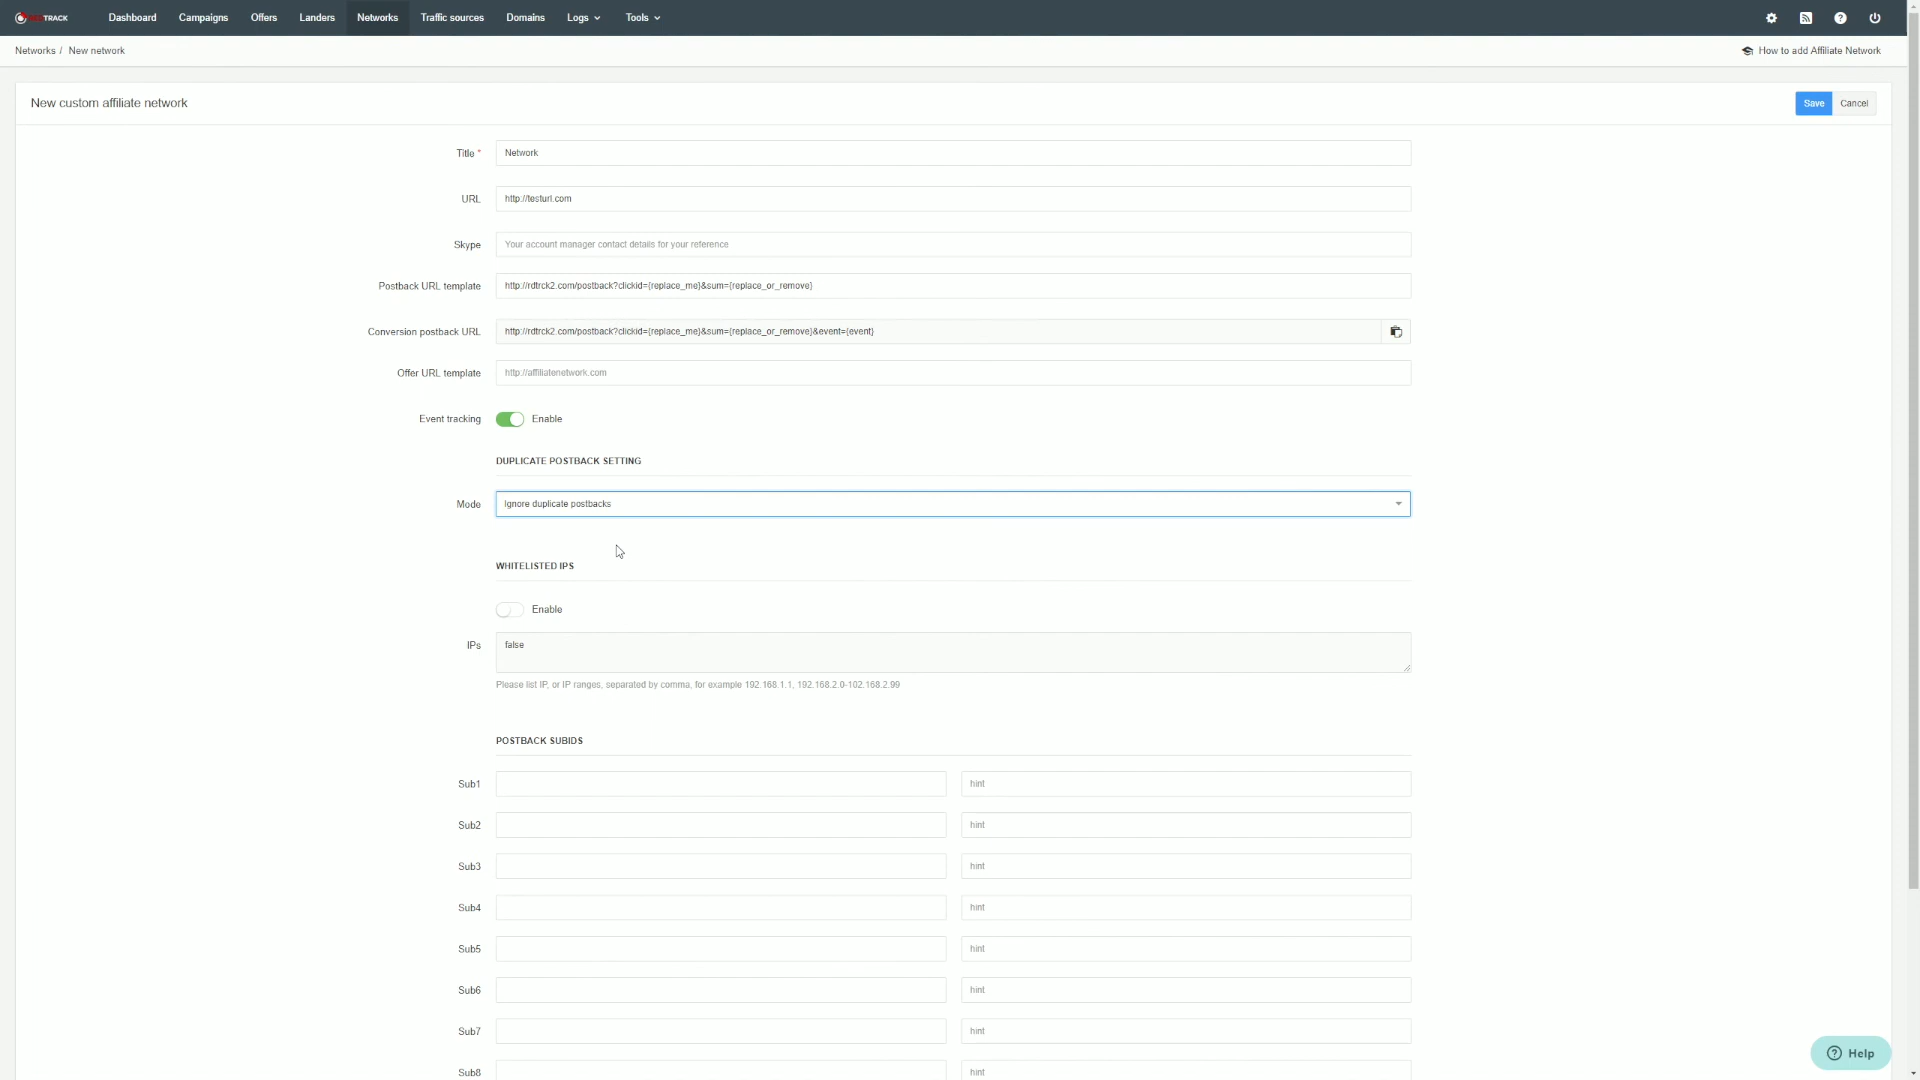 REDTRACK Dashboard Campaigns Offers Landers Networks Traffic sources Domains Logs Tools
Networks / New network
How to add Affiliate Network
New custom affiliate network
Save Cancel
Title * Network
URL http://testurl.com
Skype Your account manager contact details for your reference
Postback URL template http://rdtrck2.com/postback?clickid={replace_me}&sum={replace_or_remove}
Conversion postback URL http://rdtrck2.com/postback?clickid={replace_me}&sum={replace_or_remove}&event={event}
Offer URL template http://affiliatenetwork.com
Event tracking Enable
DUPLICATE POSTBACK SETTING
Mode Ignore duplicate postbacks
WHITELISTED IPS
Enable
IPs false
Please list IP, or IP ranges, separated by comma, for example 192.168.1.1, 192.168.2.0-102.168.2.99
POSTBACK SUBIDS
Sub1 hint
Sub2 hint
Sub3 hint
Sub4 hint
Sub5 hint
Sub6 hint
Sub7 hint
Sub8 hint
Help